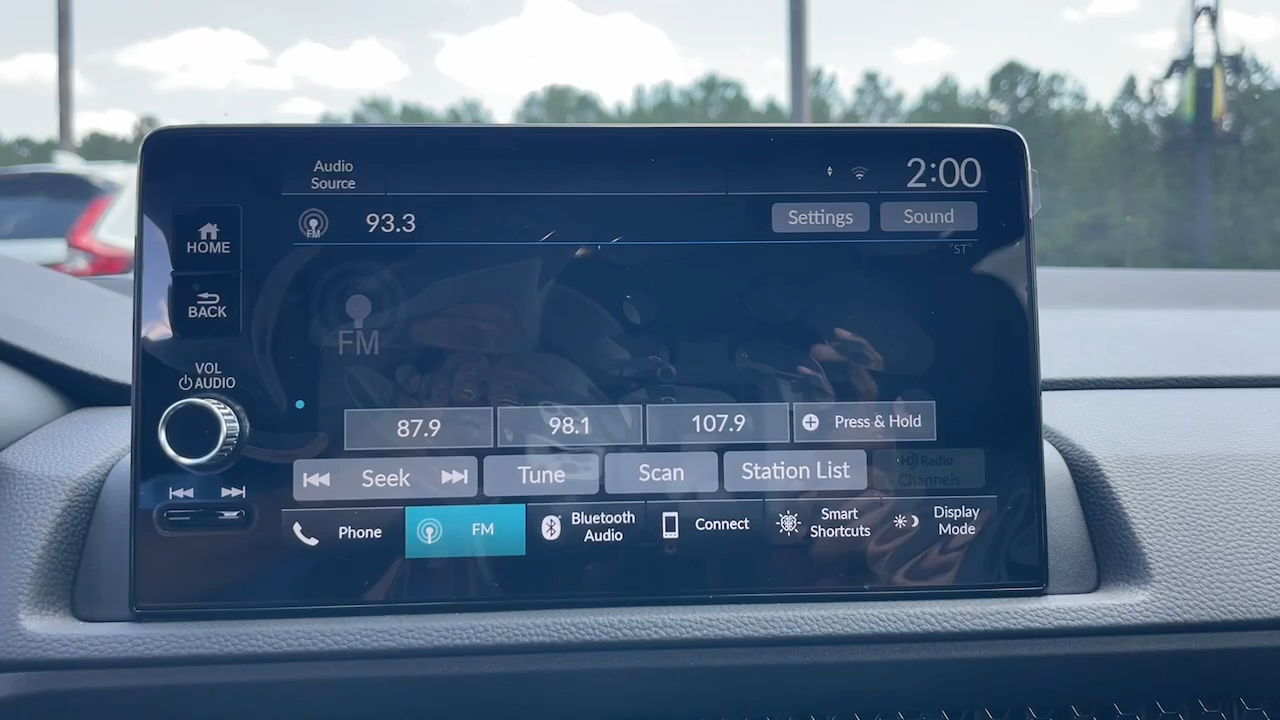 Audio
Source
2:00
FM
93.3
Settings
Sound
"ST"
HOME
BACK
FM
VOL
AUDIO
87.9
98.1
107.9
Press & Hold
Seek
Tune
Scan
Station List
HD Radio
Channels
Phone
FM
Bluetooth
Audio
Connect
Smart
Shortcuts
Display
Mode